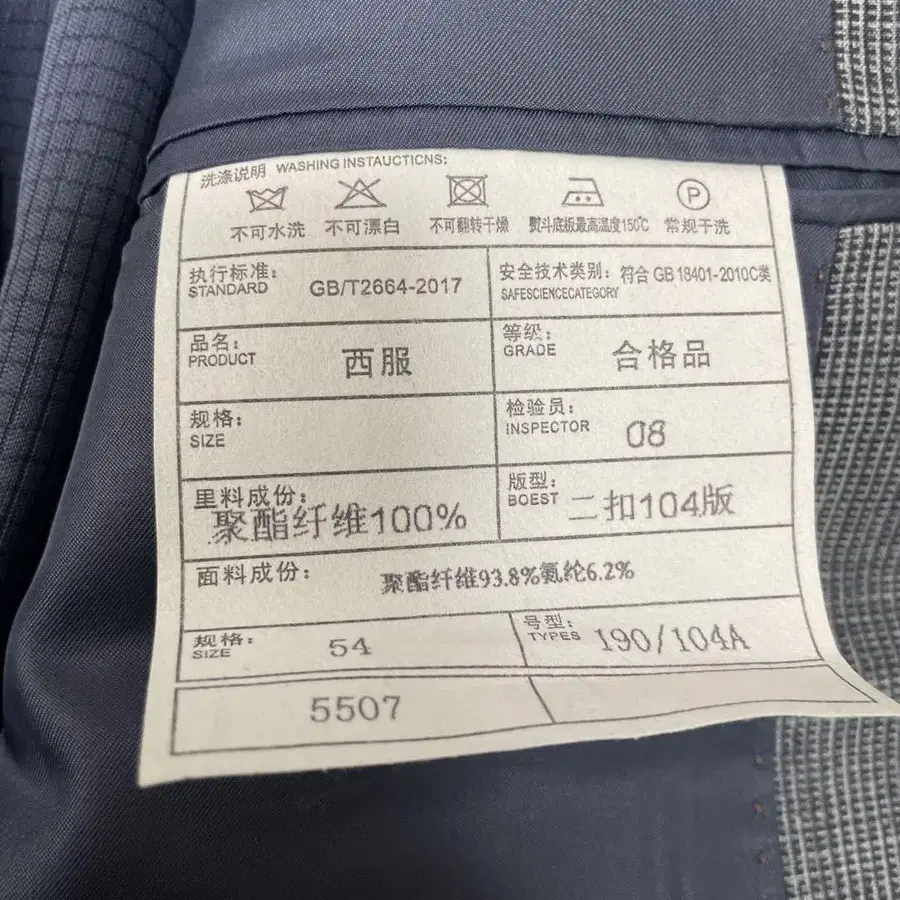 洗涤说明 WASHING INSTAUCTICNS:
不可水洗 不可漂白 不可翻转干燥 熨斗底板最高温度150℃ 常规干洗
P
执行标准:
STANDARD
GB/T2664-2017
安全技术类别: 符合 GB 18401-2010C类
SAFESCIENCECATEGORY
品名:
PRODUCT
西服
等级:
GRADE
合格品
规格:
SIZE
检验员:
INSPECTOR
08
里料成份:
聚酯纤维100%
版型:
BOEST
二扣104版
面料成份: 聚酯纤维93.8%氨纶6.2%
规格:
SIZE
54
号型:
TYPES
190/104A
5507